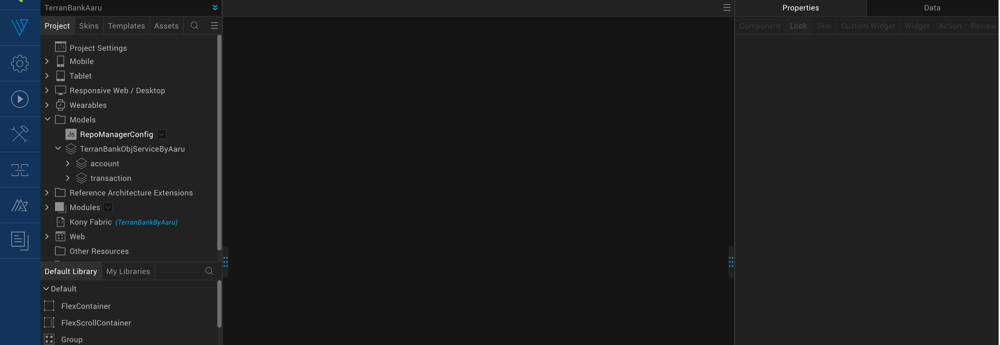 TerranBankAaru
Project Skins Templates Assets
Project Settings
Mobile
Tablet
Responsive Web / Desktop
Wearables
Models
Js RepoManagerConfig
TerranBankObjServiceByAaru
account
transaction
Reference Architecture Extensions
Modules
Kony Fabric (TerranBankByAaru)
Web
Other Resources
Default Library My Libraries
Default
FlexContainer
FlexScrollContainer
Group
Properties Data
Component Look Skin Custom Widget Widget Action Review